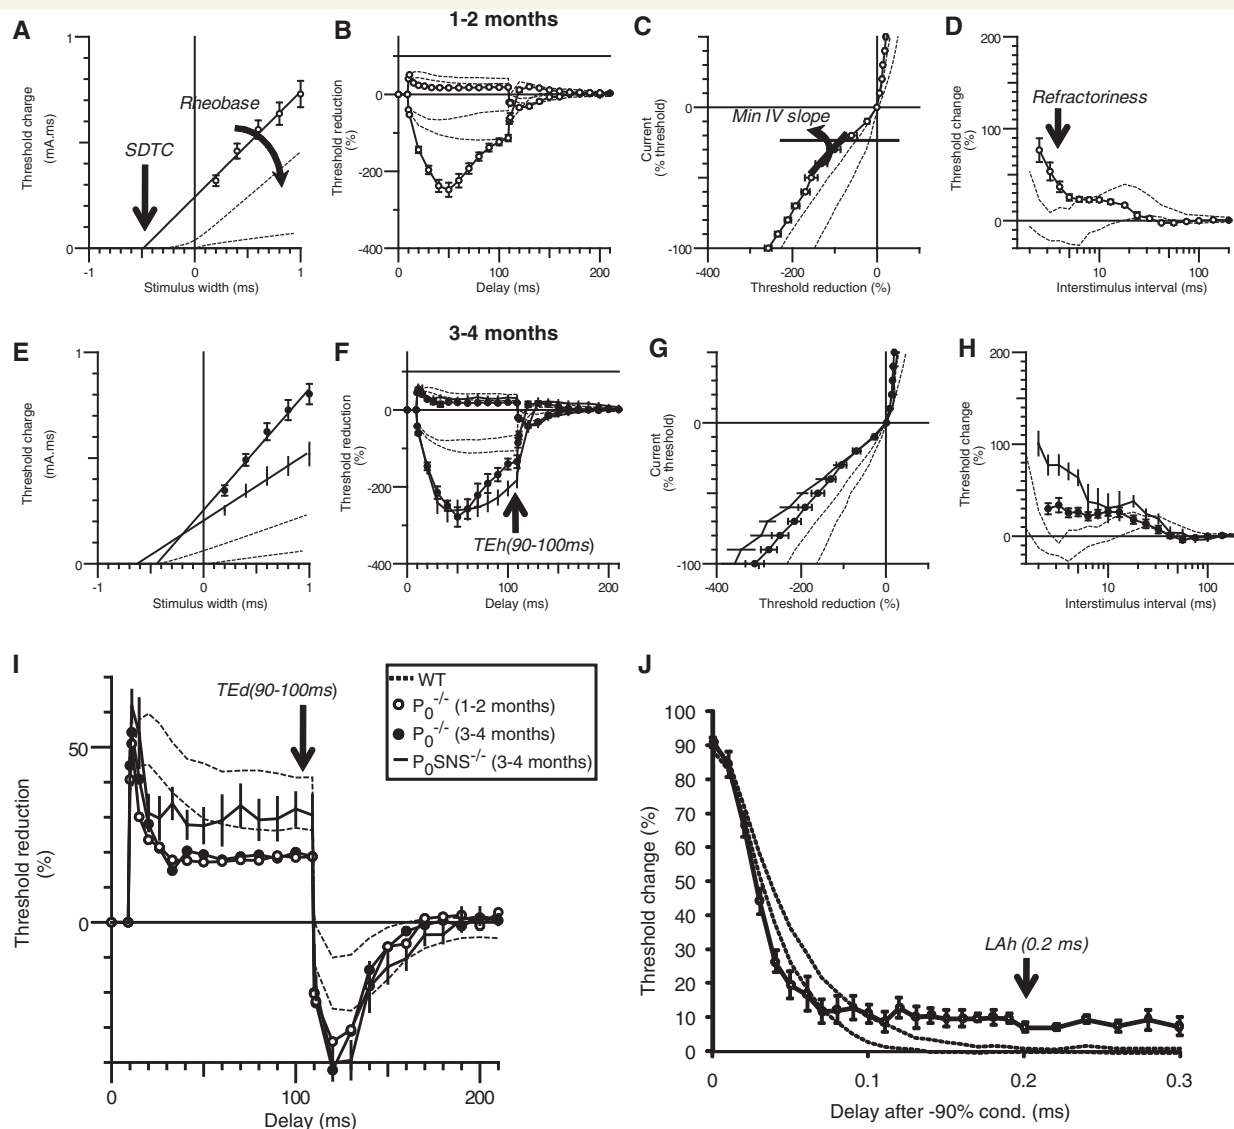 1-2 months
A
B
C
D
1
Threshold charge
(mA.ms)
0
-1
0
1
Stimulus width (ms)
SDTC
Rheobase
Threshold reduction
(%)
0
-200
-400
0
100
200
Delay (ms)
Current
(% threshold)
0
-100
-400
-200
0
Threshold reduction (%)
Min IV slope
Threshold change
(%)
200
100
0
10
100
Interstimulus interval (ms)
Refractoriness
3-4 months
E
F
G
H
1
Threshold charge
(mA.ms)
0
-1
0
1
Stimulus width (ms)
Threshold reduction
(%)
0
-200
-400
0
100
200
Delay (ms)
TEh(90-100ms)
Current
(% threshold)
0
-100
-400
-200
0
Threshold reduction (%)
Threshold change
(%)
200
100
0
10
100
Interstimulus interval (ms)
I
Threshold reduction
(%)
50
0
0
100
200
Delay (ms)
TEd(90-100ms)
WT
P0-/- (1-2 months)
P0-/- (3-4 months)
P0SNS-/- (3-4 months)
J
Threshold change (%)
100
90
80
70
60
50
40
30
20
10
0
0
0.1
0.2
0.3
Delay after -90% cond. (ms)
LAh (0.2 ms)